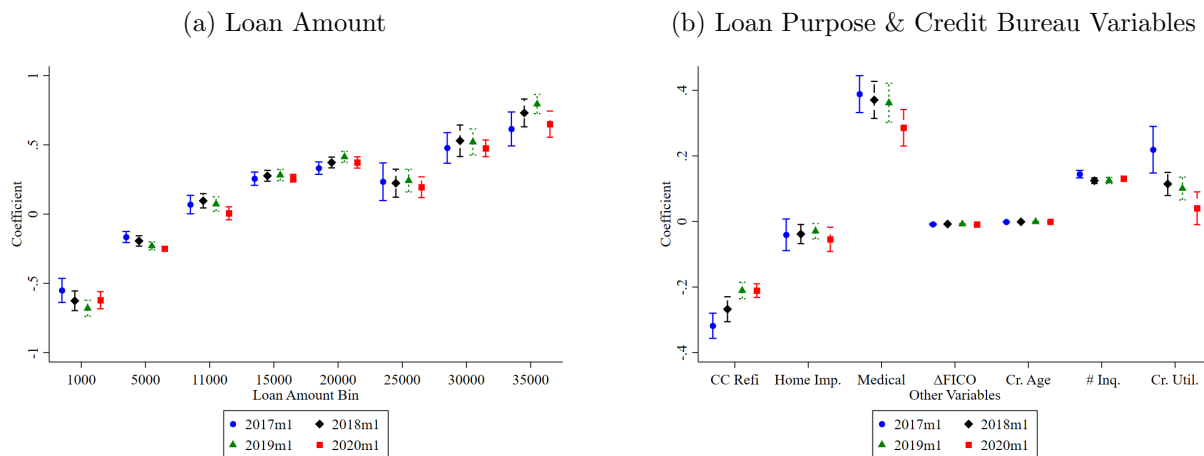 (a) Loan Amount
Coefficient
1
.5
0
-.5
-1
1000 5000 11000 15000 20000 25000 30000 35000
Loan Amount Bin
2017m1 2018m1
2019m1 2020m1
(b) Loan Purpose & Credit Bureau Variables
Coefficient
.4
.2
0
-.2
-.4
CC Refi Home Imp. Medical ΔFICO Cr. Age # Inq. Cr. Util.
Other Variables
2017m1 2018m1
2019m1 2020m1